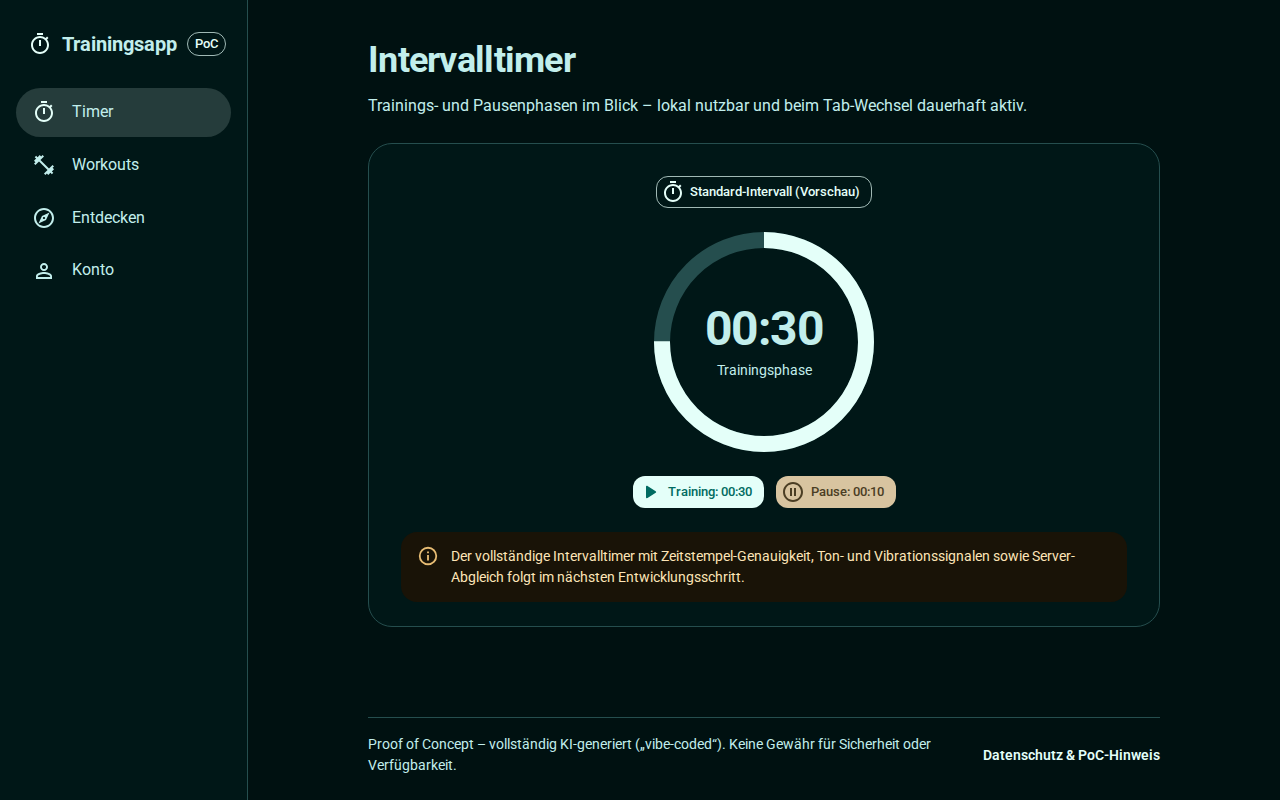 Trainingsapp PoC
Timer
Workouts
Entdecken
Konto
Intervalltimer
Trainings- und Pausenphasen im Blick – lokal nutzbar und beim Tab-Wechsel dauerhaft aktiv.
Standard-Intervall (Vorschau)
00:30
Trainingsphase
Training: 00:30
Pause: 00:10
Der vollständige Intervalltimer mit Zeitstempel-Genauigkeit, Ton- und Vibrationssignalen sowie Server-
Abgleich folgt im nächsten Entwicklungsschritt.
Proof of Concept – vollständig KI-generiert („vibe-coded“). Keine Gewähr für Sicherheit oder
Verfügbarkeit.
Datenschutz & PoC-Hinweis